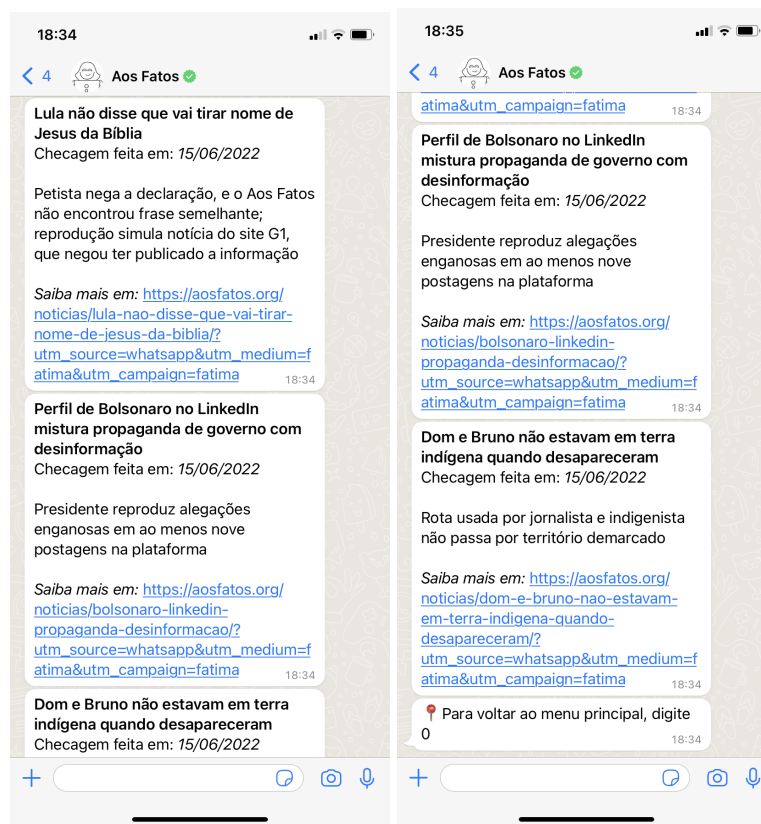 18:34
4
Aos Fatos
Lula não disse que vai tirar nome de
Jesus da Bíblia
Checagem feita em: 15/06/2022
Petista nega a declaração, e o Aos Fatos
não encontrou frase semelhante;
reprodução simula notícia do site G1,
que negou ter publicado a informação
Saiba mais em: https://aosfatos.org/
noticias/lula-nao-disse-que-vai-tirar-
nome-de-jesus-da-biblia/?
utm_source=whatsapp&utm_medium=f
atima&utm_campaign=fatima
18:34
Perfil de Bolsonaro no LinkedIn
mistura propaganda de governo com
desinformação
Checagem feita em: 15/06/2022
Presidente reproduz alegações
enganosas em ao menos nove
postagens na plataforma
Saiba mais em: https://aosfatos.org/
noticias/bolsonaro-linkedin-
propaganda-desinformacao/?
utm_source=whatsapp&utm_medium=f
atima&utm_campaign=fatima
18:34
Dom e Bruno não estavam em terra
indígena quando desapareceram
Checagem feita em: 15/06/2022
18:35
4
Aos Fatos
atima&utm_campaign=fatima
18:34
Perfil de Bolsonaro no LinkedIn
mistura propaganda de governo com
desinformação
Checagem feita em: 15/06/2022
Presidente reproduz alegações
enganosas em ao menos nove
postagens na plataforma
Saiba mais em: https://aosfatos.org/
noticias/bolsonaro-linkedin-
propaganda-desinformacao/?
utm_source=whatsapp&utm_medium=f
atima&utm_campaign=fatima
18:34
Dom e Bruno não estavam em terra
indígena quando desapareceram
Checagem feita em: 15/06/2022
Rota usada por jornalista e indigenista
não passa por território demarcado
Saiba mais em: https://aosfatos.org/
noticias/dom-e-bruno-nao-estavam-
em-terra-indigena-quando-
desapareceram/?
utm_source=whatsapp&utm_medium=f
atima&utm_campaign=fatima
18:34
📍 Para voltar ao menu principal, digite
0
18:34